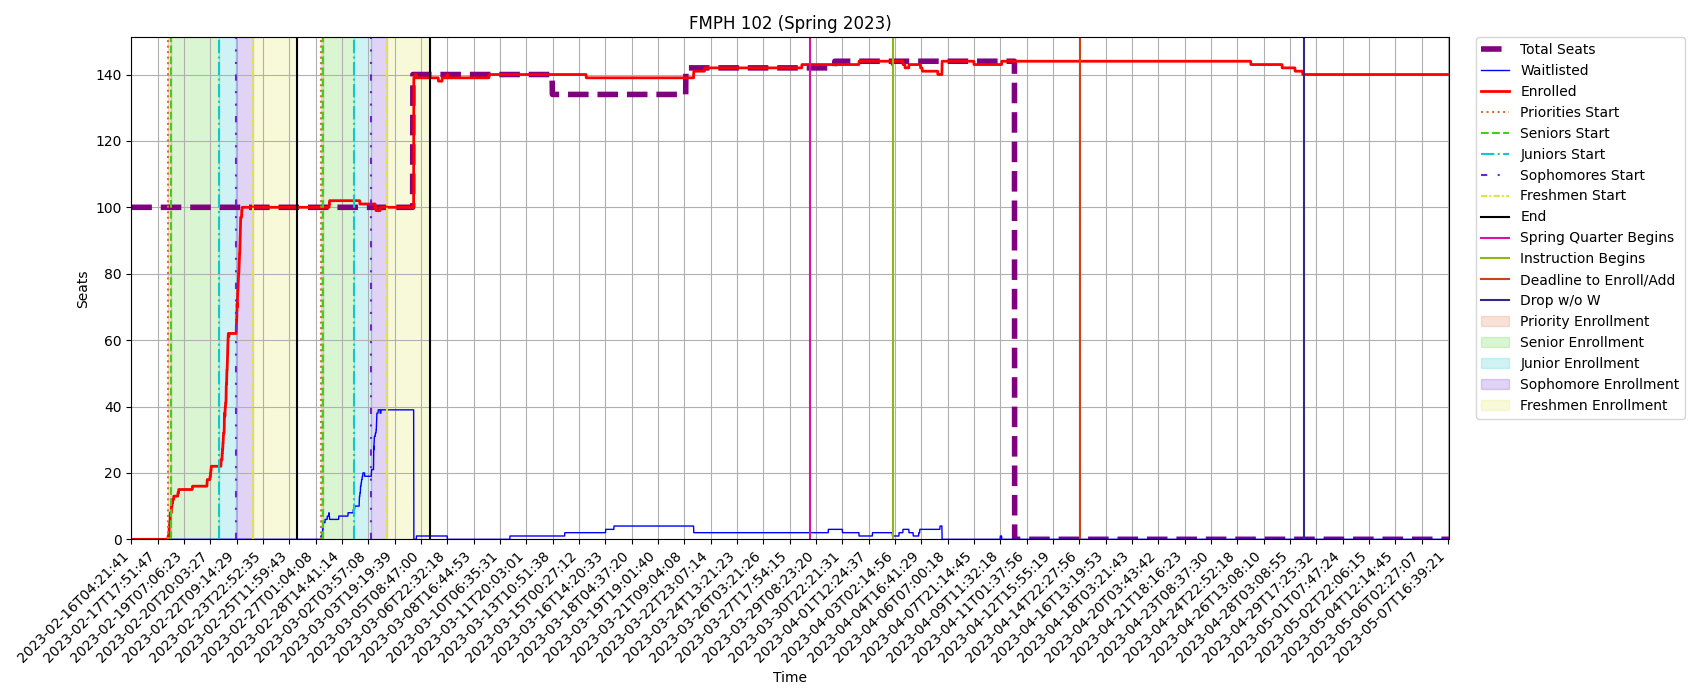 FMPH 102 (Spring 2023)
Seats
140
120
100
80
60
40
20
0
2023-02-16T04:21:41
2023-02-17T17:51:47
2023-02-19T07:06:23
2023-02-20T20:03:27
2023-02-22T09:14:29
2023-02-23T22:52:35
2023-02-25T11:59:43
2023-02-27T01:04:08
2023-02-28T14:41:14
2023-03-02T03:57:08
2023-03-03T19:19:39
2023-03-05T08:47:00
2023-03-06T22:32:18
2023-03-08T16:44:53
2023-03-10T06:35:31
2023-03-11T20:03:01
2023-03-13T10:51:38
2023-03-15T00:27:12
2023-03-16T14:20:33
2023-03-18T04:37:20
2023-03-19T19:01:40
2023-03-21T09:04:08
2023-03-22T23:07:14
2023-03-24T13:21:23
2023-03-26T03:21:26
2023-03-27T17:54:15
2023-03-29T08:23:20
2023-03-30T22:21:31
2023-04-01T12:24:37
2023-04-03T02:14:56
2023-04-04T16:41:29
2023-04-06T07:00:18
2023-04-07T21:14:45
2023-04-09T11:32:18
2023-04-11T01:37:56
2023-04-12T15:55:19
2023-04-14T22:27:56
2023-04-16T13:19:53
2023-04-18T03:21:43
2023-04-20T03:43:42
2023-04-21T18:16:23
2023-04-23T08:37:30
2023-04-24T22:52:18
2023-04-26T13:08:10
2023-04-28T03:08:55
2023-04-29T17:25:32
2023-05-01T07:47:24
2023-05-02T22:06:15
2023-05-04T12:14:45
2023-05-06T02:27:07
2023-05-07T16:39:21
Time
Total Seats
Waitlisted
Enrolled
Priorities Start
Seniors Start
Juniors Start
Sophomores Start
Freshmen Start
End
Spring Quarter Begins
Instruction Begins
Deadline to Enroll/Add
Drop w/o W
Priority Enrollment
Senior Enrollment
Junior Enrollment
Sophomore Enrollment
Freshmen Enrollment